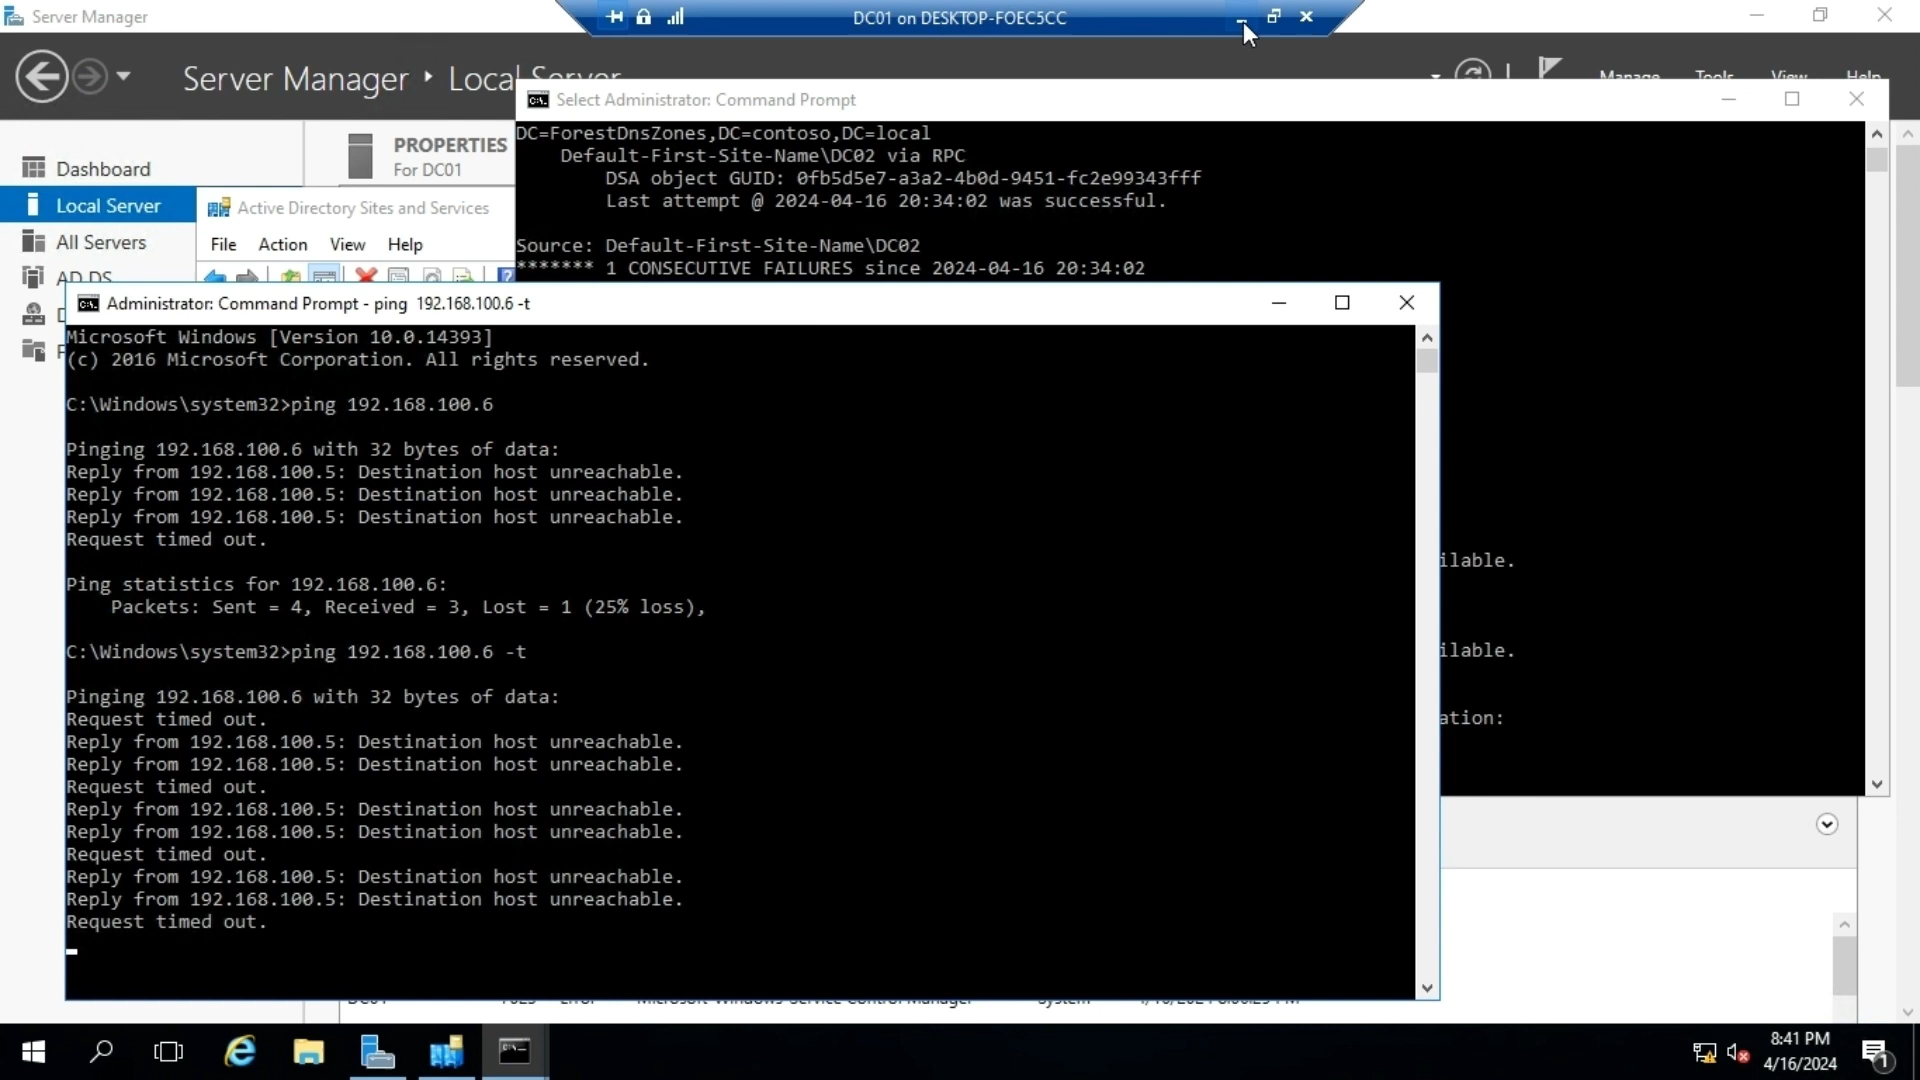 Server Manager
DC01 on DESKTOP-FOEC5CC
Server Manager ‣ Local Server
Manage Tools View Help
Select Administrator: Command Prompt
DC=ForestDnsZones,DC=contoso,DC=local
Default-First-Site-Name\DC02 via RPC
DSA object GUID: 0fb5d5e7-a3a2-4b0d-9451-fc2e99343fff
Last attempt @ 2024-04-16 20:34:02 was successful.
Source: Default-First-Site-Name\DC02
******* 1 CONSECUTIVE FAILURES since 2024-04-16 20:34:02
PROPERTIES
For DC01
Dashboard
Local Server
All Servers
AD DS
Active Directory Sites and Services
File Action View Help
Administrator: Command Prompt - ping 192.168.100.6 -t
Microsoft Windows [Version 10.0.14393]
(c) 2016 Microsoft Corporation. All rights reserved.
C:\Windows\system32>ping 192.168.100.6
Pinging 192.168.100.6 with 32 bytes of data:
Reply from 192.168.100.5: Destination host unreachable.
Reply from 192.168.100.5: Destination host unreachable.
Reply from 192.168.100.5: Destination host unreachable.
Request timed out.
Ping statistics for 192.168.100.6:
Packets: Sent = 4, Received = 3, Lost = 1 (25% loss),
C:\Windows\system32>ping 192.168.100.6 -t
Pinging 192.168.100.6 with 32 bytes of data:
Request timed out.
Reply from 192.168.100.5: Destination host unreachable.
Reply from 192.168.100.5: Destination host unreachable.
Request timed out.
Reply from 192.168.100.5: Destination host unreachable.
Reply from 192.168.100.5: Destination host unreachable.
Request timed out.
Reply from 192.168.100.5: Destination host unreachable.
Reply from 192.168.100.5: Destination host unreachable.
Request timed out.
ilable.
ilable.
ation:
8:41 PM
4/16/2024
1